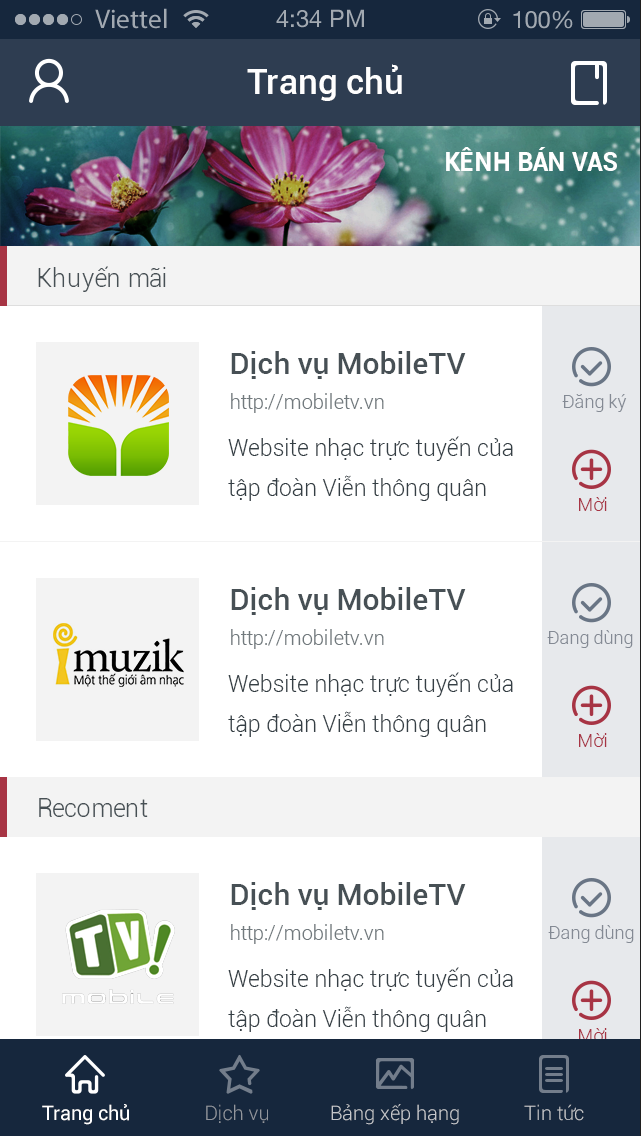 Viettel 4:34 PM 100%
Trang chủ
KÊNH BÁN VAS
Khuyến mãi
Dịch vụ MobileTV
http://mobiletv.vn
Website nhạc trực tuyến của
tập đoàn Viễn thông quân
Đăng ký
Mời
imuzik
Một thế giới âm nhạc
Dịch vụ MobileTV
http://mobiletv.vn
Website nhạc trực tuyến của
tập đoàn Viễn thông quân
Đang dùng
Mời
Recoment
TV!
mobile
Dịch vụ MobileTV
http://mobiletv.vn
Website nhạc trực tuyến của
tập đoàn Viễn thông quân
Đang dùng
Mời
Trang chủ
Dịch vụ
Bảng xếp hạng
Tin tức